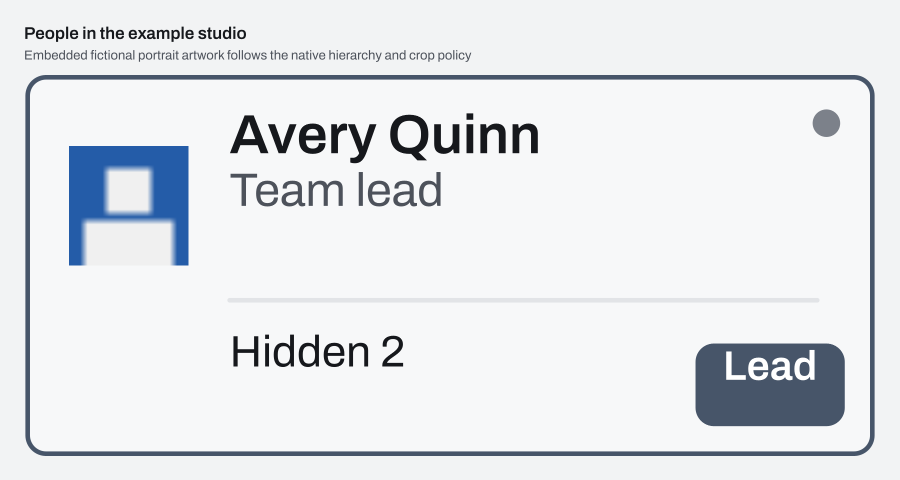 People in the example studio
Embedded fictional portrait artwork follows the native hierarchy and crop policy
Avery Quinn
Team lead
Hidden 2
Lead